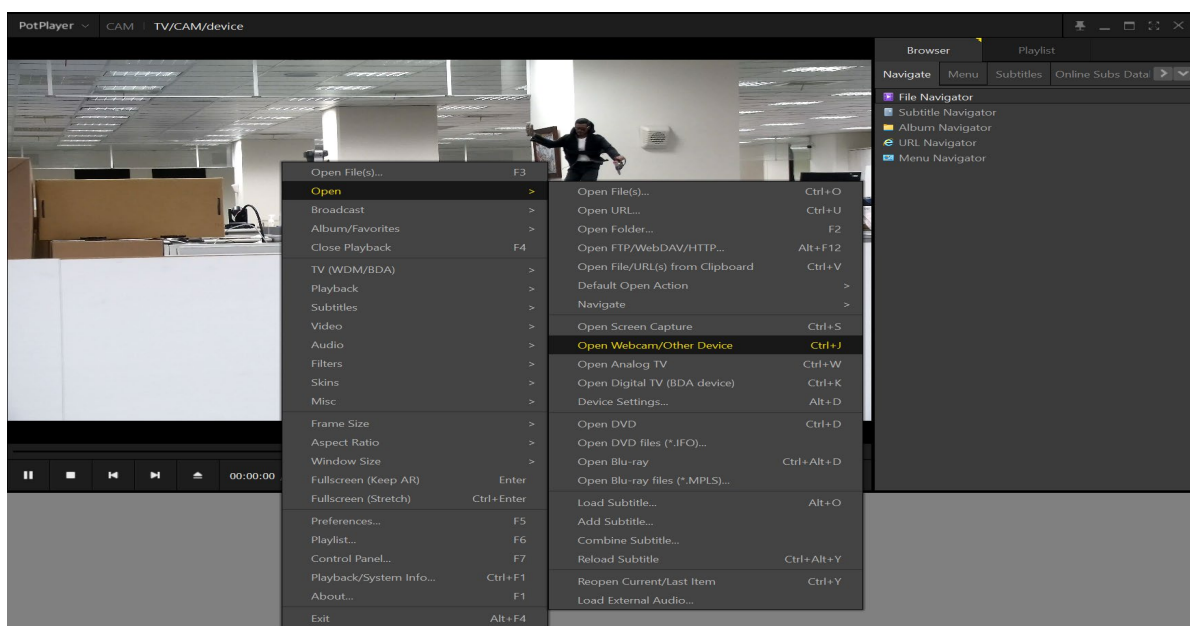 PotPlayer CAM TV/CAM/device
Browser Playlist
Navigate Menu Subtitles Online Subs Data
File Navigator
Subtitle Navigator
Album Navigator
URL Navigator
Menu Navigator
Open File(s)... F3
Open >
Broadcast >
Album/Favorites >
Close Playback F4
TV (WDM/BDA) >
Playback >
Subtitles >
Video >
Audio >
Filters >
Skins >
Misc >
Frame Size >
Aspect Ratio >
Window Size >
Fullscreen (Keep AR) Enter
Fullscreen (Stretch) Ctrl+Enter
Preferences... F5
Playlist... F6
Control Panel... F7
Playback/System Info... Ctrl+F1
About... F1
Exit Alt+F4
Open File(s)... Ctrl+O
Open URL... Ctrl+U
Open Folder... F2
Open FTP/WebDAV/HTTP... Alt+F12
Open File/URL(s) from Clipboard Ctrl+V
Default Open Action >
Navigate >
Open Screen Capture Ctrl+S
Open Webcam/Other Device Ctrl+J
Open Analog TV Ctrl+W
Open Digital TV (BDA device) Ctrl+K
Device Settings... Alt+D
Open DVD Ctrl+D
Open DVD files (*.IFO)...
Open Blu-ray Ctrl+Alt+D
Open Blu-ray files (*.MPLS)...
Load Subtitle... Alt+O
Add Subtitle...
Combine Subtitle...
Reload Subtitle Ctrl+Alt+Y
Reopen Current/Last Item Ctrl+Y
Load External Audio...
00:00:00